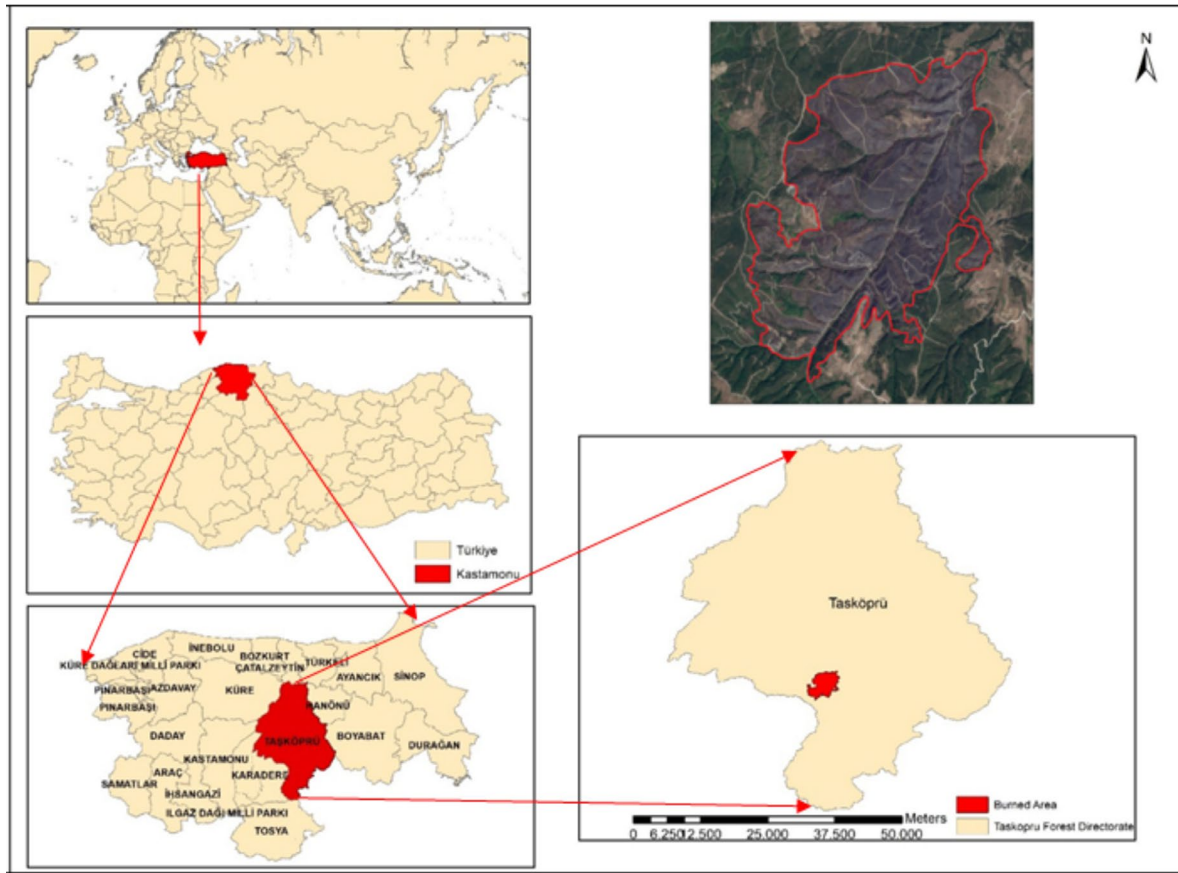 N
Türkiye
Kastamonu
CİDE
İNEBOLU
BOZKURT
ÇATALZEYTİN
TÜRKELİ
KÜRE DAĞLARI MİLLİ PARKI
AYANCIK
SİNOP
PINARBAŞI
AZDAVAY
KÜRE
PINARBAŞI
HANÖNÜ
DADAY
TAŞKÖPRÜ
BOYABAT
DURAĞAN
KASTAMONU
ARAÇ
KARADERE
SAMATLAR
İHSANGAZİ
ILGAZ DAĞI MİLLİ PARKI
TOSYA
Tasköprü
Burned Area
Taskopru Forest Directorate
Meters
0 6.250 12.500 25.000 37.500 50.000